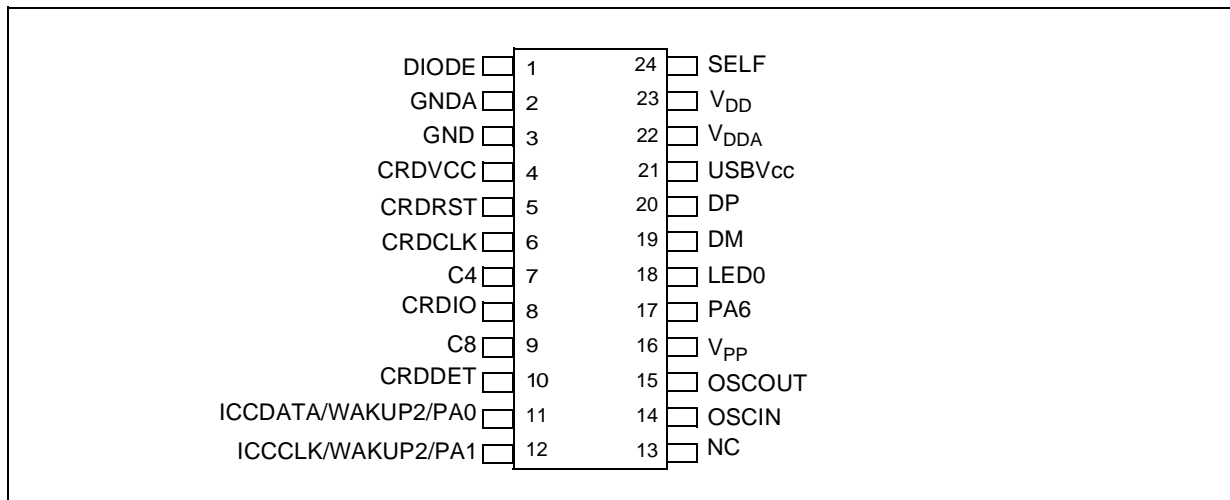 DIODE 1 24 SELF
GNDA 2 23 VDD
GND 3 22 VDDA
CRDVCC 4 21 USBVcc
CRDRST 5 20 DP
CRDCLK 6 19 DM
C4 7 18 LED0
CRDIO 8 17 PA6
C8 9 16 VPP
CRDDET 10 15 OSCOUT
ICCDATA/WAKUP2/PA0 11 14 OSCIN
ICCCLK/WAKUP2/PA1 12 13 NC